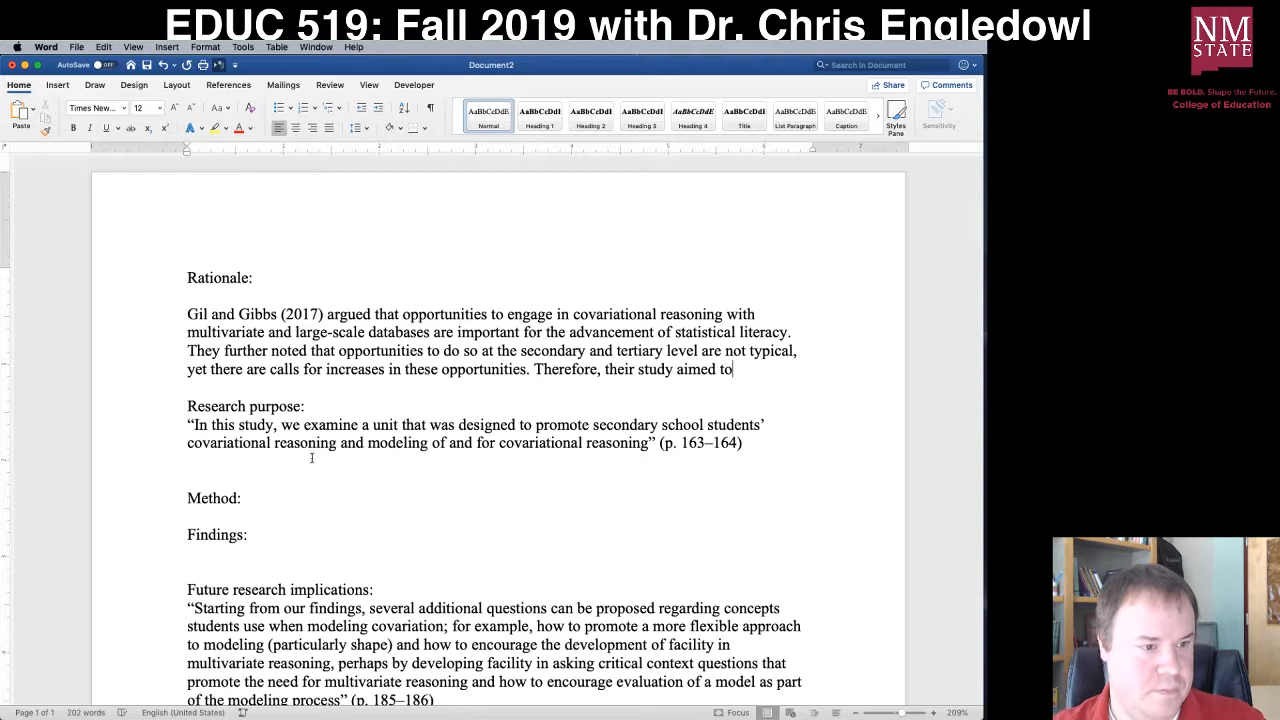 EDUC 519: Fall 2019 with Dr. Chris Engledowl
NM
STATE
BE BOLD. Shape the Future.
College of Education
Word File Edit View Insert Format Tools Table Window Help
AutoSave OFF Document2 Search in Document
Home Insert Draw Design Layout References Mailings Review View Developer Share Comments
Paste Times New... 12 AaBbCcDdE Normal AaBbCcDdI Heading 1 AaBbCcDdI Heading 2 AaBbCcDdI Heading 3 AaBbCcDdE Heading 4 AaBbCcDdI Title AaBbCcDdE List Paragraph AaBbCcDdE Caption Styles Pane Sensitivity
Rationale:
Gil and Gibbs (2017) argued that opportunities to engage in covariational reasoning with
multivariate and large-scale databases are important for the advancement of statistical literacy.
They further noted that opportunities to do so at the secondary and tertiary level are not typical,
yet there are calls for increases in these opportunities. Therefore, their study aimed to
Research purpose:
“In this study, we examine a unit that was designed to promote secondary school students’
covariational reasoning and modeling of and for covariational reasoning” (p. 163–164)
Method:
Findings:
Future research implications:
“Starting from our findings, several additional questions can be proposed regarding concepts
students use when modeling covariation; for example, how to promote a more flexible approach
to modeling (particularly shape) and how to encourage the development of facility in
multivariate reasoning, perhaps by developing facility in asking critical context questions that
promote the need for multivariate reasoning and how to encourage evaluation of a model as part
of the modeling process” (p. 185–186)
Page 1 of 1 202 words English (United States) Focus 209%